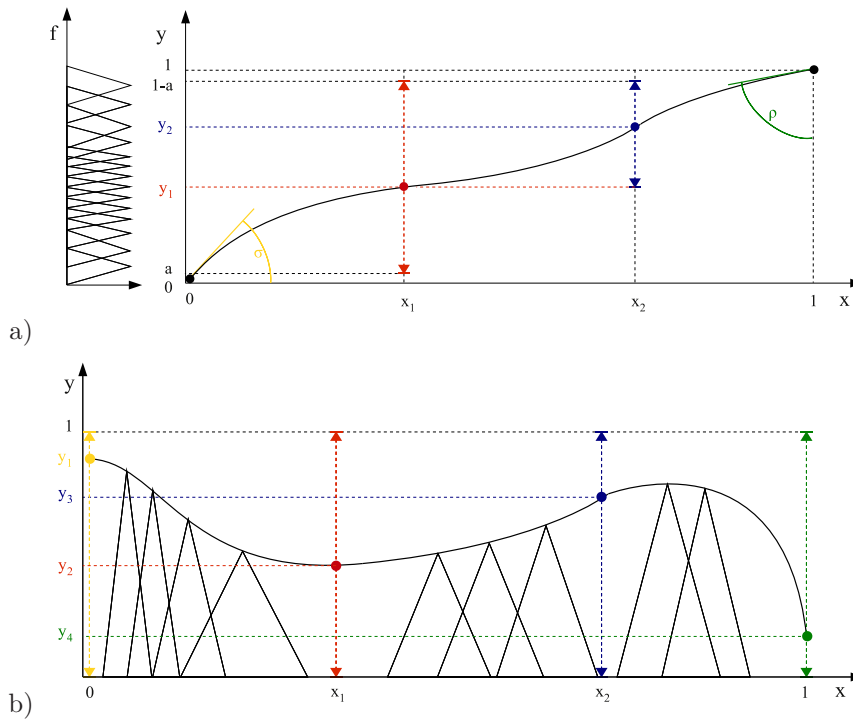 f
y
1
1-a
y₂
y₁
a
0
σ
ρ
0
x₁
x₂
1
x
a)
y
1
y₁
y₃
y₂
y₄
0
x₁
x₂
1
x
b)